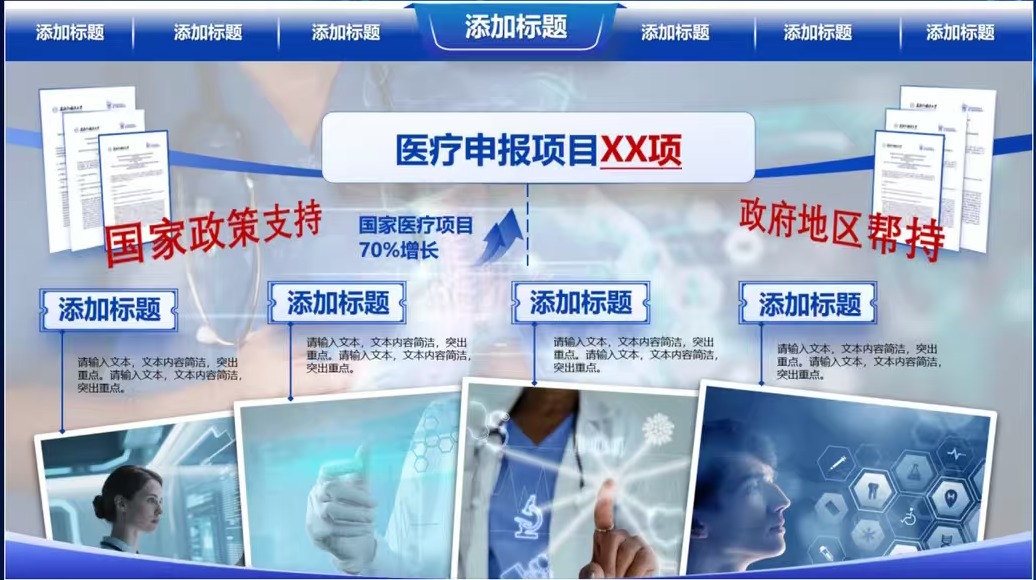 添加标题
添加标题
添加标题
添加标题
添加标题
添加标题
添加标题
医疗申报项目XX项
国家政策支持
国家医疗项目
70%增长
政府地区帮持
添加标题
请输入文本，文本内容简洁，突出
重点。请输入文本，文本内容简洁，
突出重点。
添加标题
请输入文本，文本内容简洁，突出
重点。请输入文本，文本内容简洁，
突出重点。
添加标题
请输入文本，文本内容简洁，突出
重点。请输入文本，文本内容简洁，
突出重点。
添加标题
请输入文本，文本内容简洁，突出
重点。请输入文本，文本内容简洁，
突出重点。